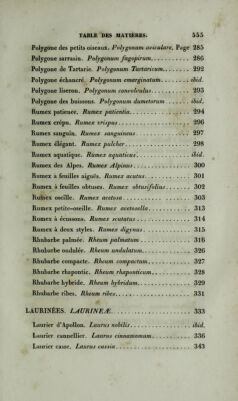 TABLE DES MATIÈRES. 555
Polygone des petits oiseaux. Polygonum aviculare, Page 285
Polygone sarrasin. Polygonum fagopirum 286
Polygone de Tartarie. Polygonum Tartaricum 292
Polygone échancré. Polygonum emarginatum ibid.
Polygone liseron. Polygonum convolvulus 293
Polygone des buissons. Polygonum dumetorum ibid.
Rumex patience. Rumex patientia 294
Rumex crépu. Rumex crispus 296
Rumex sanguin. Rumex sanguineus 297
Rumex élégant. Rumex pulcher 298
Rumex aquatique. Rumex aquaticus ibid.
Rumex des Alpes. Rumex Alpinus 300
Rumex à feuilles aiguës. Rumex acutus 301
Rumex à feuilles obtuses. Rumex obtusifolius 302
Rumex oseille. Rumex acetosa 303
Rumex petite-oseille. Rumex acetosella 313
Rumex à écussons. Rumex scutatus 314
Rumex à deux styles. Rumex digynus 315
Rhubarbe palmée. Rheum palmatum 318
Rhubarbe ondulée. Rheum undulatum 326
Rhubarbe compacte. Rheum compactum 327
Rhubarbe rhapontic. Rheum rhaponticum 328
Rhubarbe hybride. Rheum hybridum 329
Rhubarbe ribes. Rheum ribes 331
LAURINÉES. LAURINEÆ 333
Laurier d'Apollon. Laurus nobilis ibid.
Laurier cannellier. Laurus cinnamomum 336
Laurier casse. Laurus cassia 343